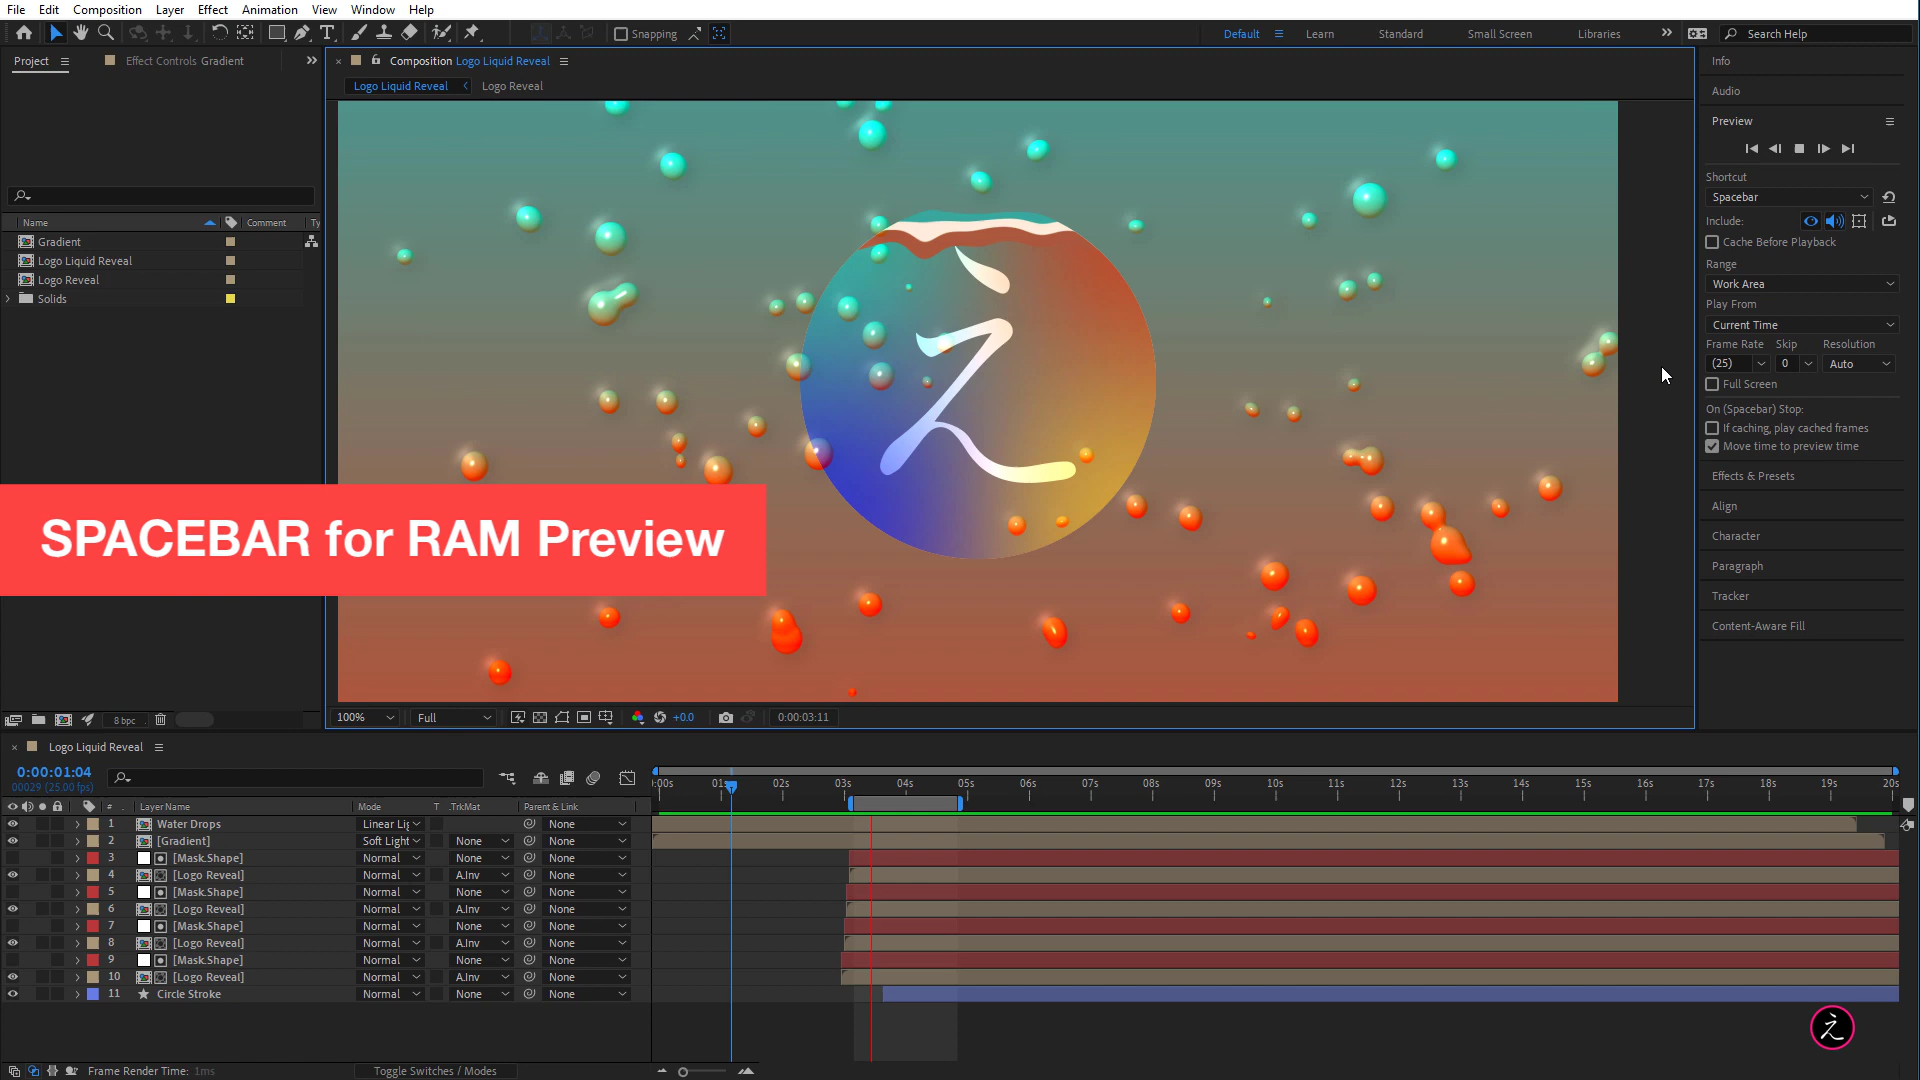 File Edit Composition Layer Effect Animation View Window Help
Snapping
Default Learn Standard Small Screen Libraries Search Help
Project Effect Controls Gradient
Composition Logo Liquid Reveal
Logo Liquid Reveal Logo Reveal
Name Comment Ty
Gradient
Logo Liquid Reveal
Logo Reveal
Solids
之
SPACEBAR for RAM Preview
8 bpc
100% Full +0.0 0:00:03:11
Info
Audio
Preview
Shortcut
Spacebar
Include:
Cache Before Playback
Range
Work Area
Play From
Current Time
Frame Rate Skip Resolution
(25) 0 Auto
Full Screen
On (Spacebar) Stop:
If caching, play cached frames
Move time to preview time
Effects & Presets
Align
Character
Paragraph
Tracker
Content-Aware Fill
Logo Liquid Reveal
0:00:01:04
00029 (25.00 fps)
:00s 01s 02s 03s 04s 05s 06s 07s 08s 09s 10s 11s 12s 13s 14s 15s 16s 17s 18s 19s 20s
# Layer Name Mode T .TrkMat Parent & Link
1 Water Drops Linear Lig None
2 [Gradient] Soft Light None None
3 [Mask.Shape] Normal None None
4 [Logo Reveal] Normal A.Inv None
5 [Mask.Shape] Normal None None
6 [Logo Reveal] Normal A.Inv None
7 [Mask.Shape] Normal None None
8 [Logo Reveal] Normal A.Inv None
9 [Mask.Shape] Normal None None
10 [Logo Reveal] Normal A.Inv None
11 Circle Stroke Normal None None
之
Frame Render Time: 1ms Toggle Switches / Modes